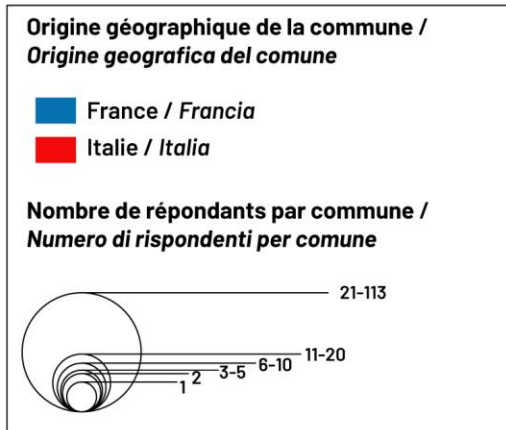 Origine géographique de la commune /
Origine geografica del comune
France / Francia
Italie / Italia
Nombre de répondants par commune /
Numero di rispondenti per comune
21-113
11-20
6-10
3-5
2
1